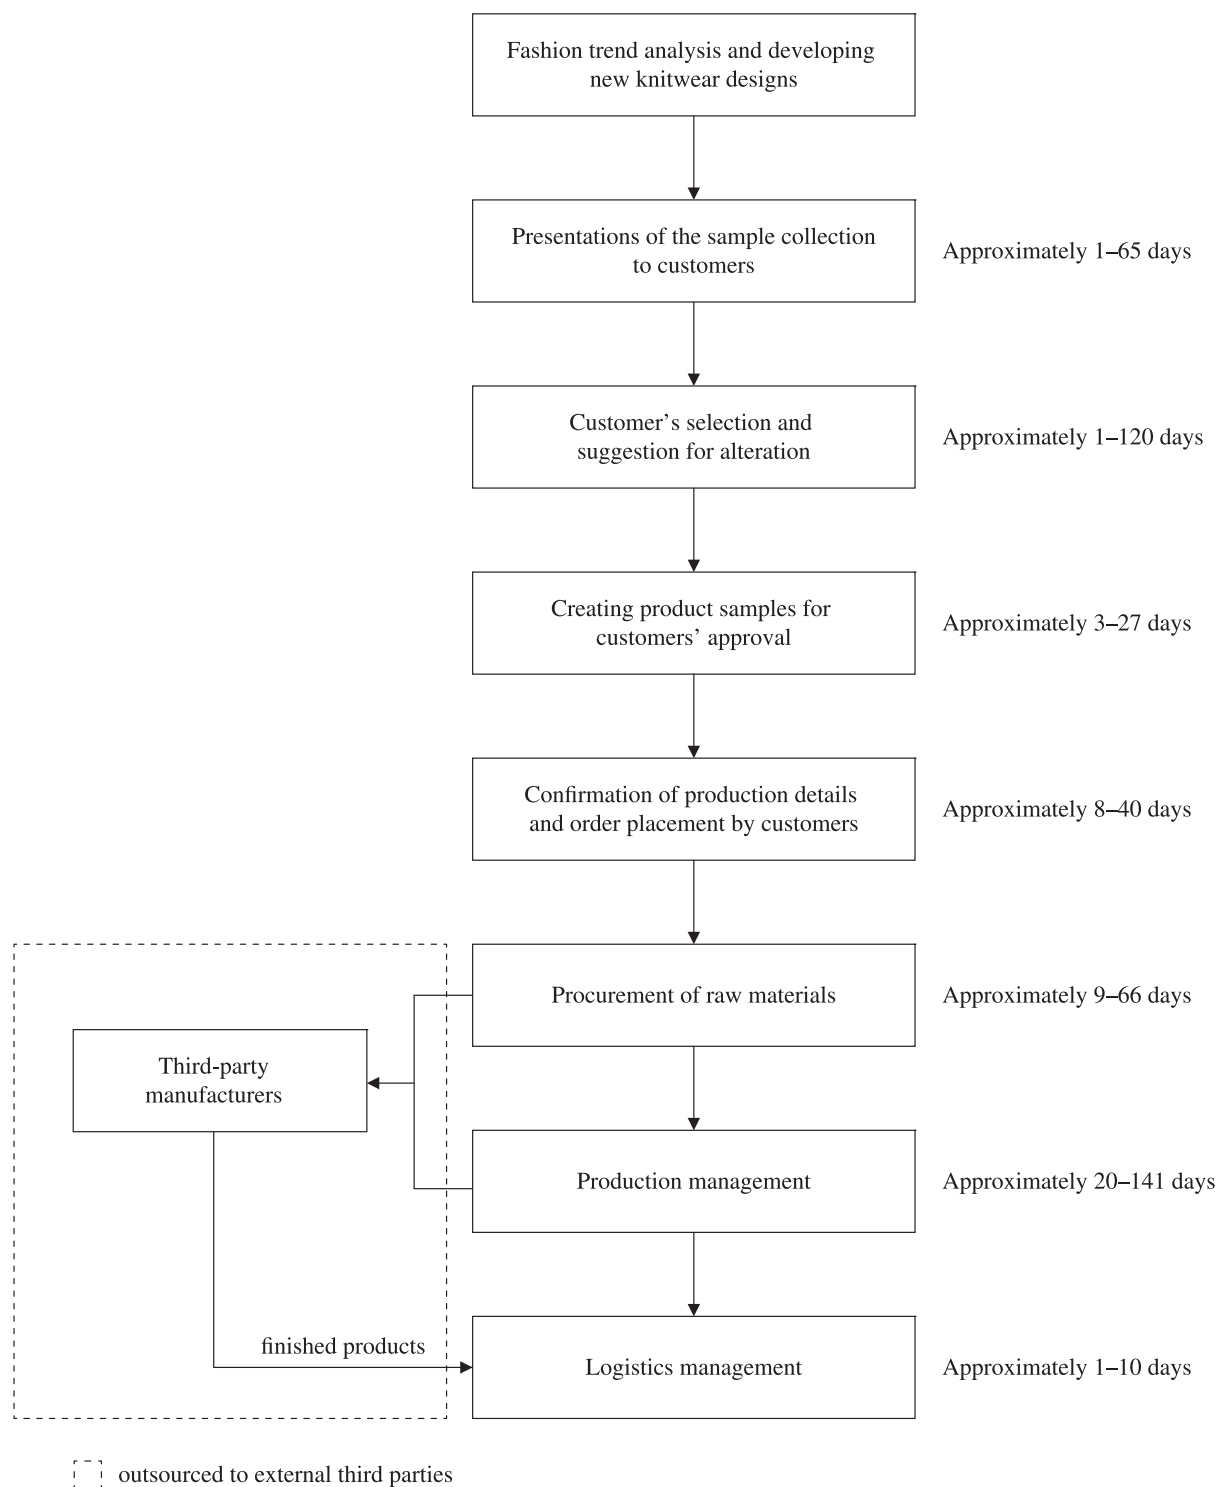 Fashion trend analysis and developing
new knitwear designs
Presentations of the sample collection
to customers
Approximately 1–65 days
Customer’s selection and
suggestion for alteration
Approximately 1–120 days
Creating product samples for
customers’ approval
Approximately 3–27 days
Confirmation of production details
and order placement by customers
Approximately 8–40 days
Procurement of raw materials
Approximately 9–66 days
Third-party
manufacturers
Production management
Approximately 20–141 days
finished products
Logistics management
Approximately 1–10 days
outsourced to external third parties